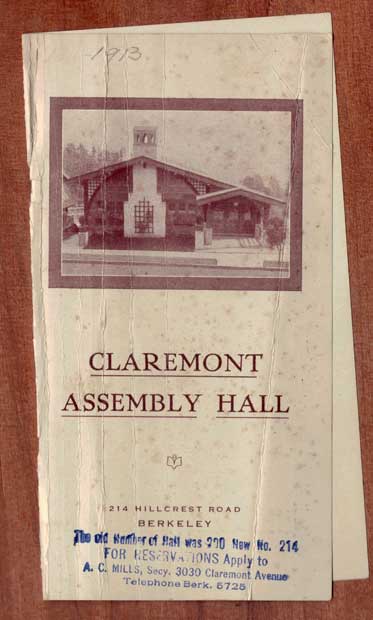 1913
CLAREMONT
ASSEMBLY HALL
214 HILLCREST ROAD
BERKELEY
The old Number of Hall was 200 New No. 214
FOR RESERVATIONS Apply to
A. C. MILLS, Secy. 3030 Claremont Avenue
Telephone Berk. 5725